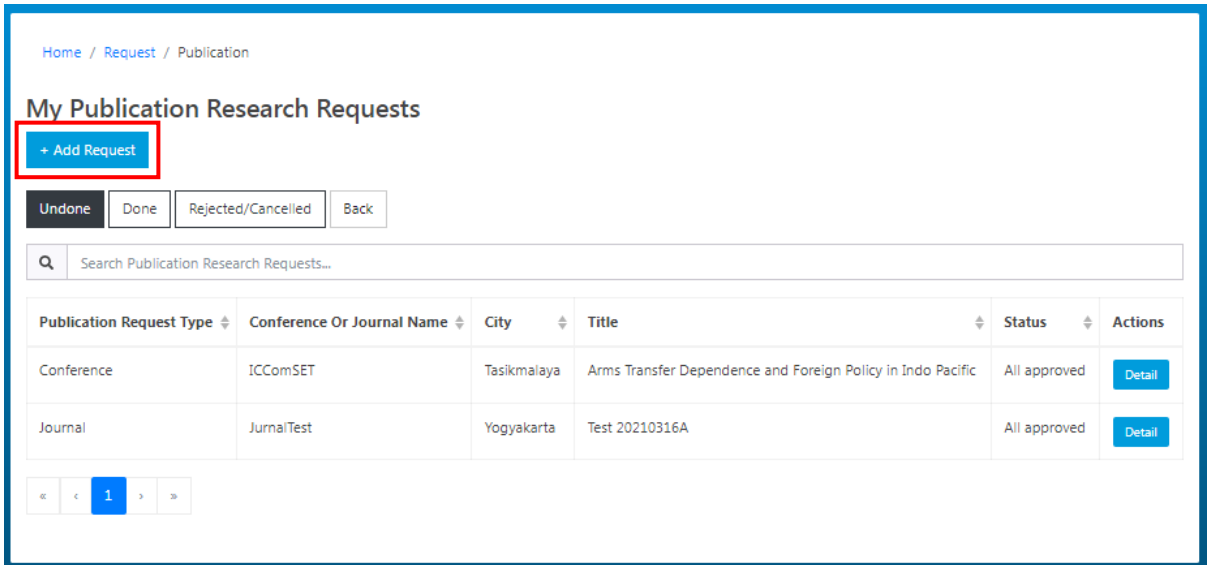 Home / Request / Publication
My Publication Research Requests
+ Add Request
Undone Done Rejected/Cancelled Back
Search Publication Research Requests...
Publication Request Type Conference Or Journal Name City Title Status Actions
Conference ICComSET Tasikmalaya Arms Transfer Dependence and Foreign Policy in Indo Pacific All approved Detail
Journal JurnalTest Yogyakarta Test 20210316A All approved Detail
« ‹ 1 › »